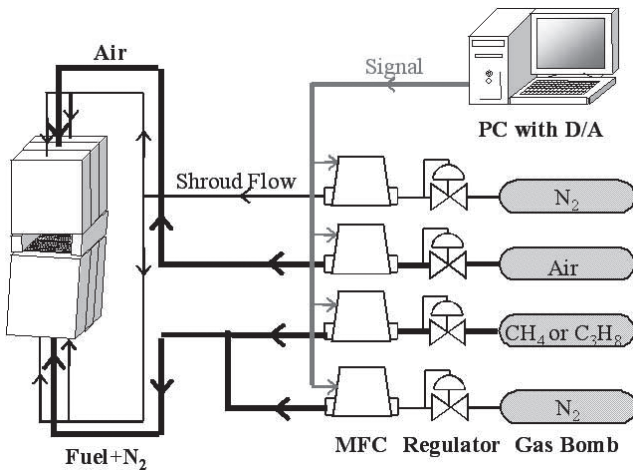 Air
Signal
PC with D/A
Shroud Flow
N₂
Air
CH₄ or C₃H₈
N₂
MFC Regulator Gas Bomb
Fuel+N₂